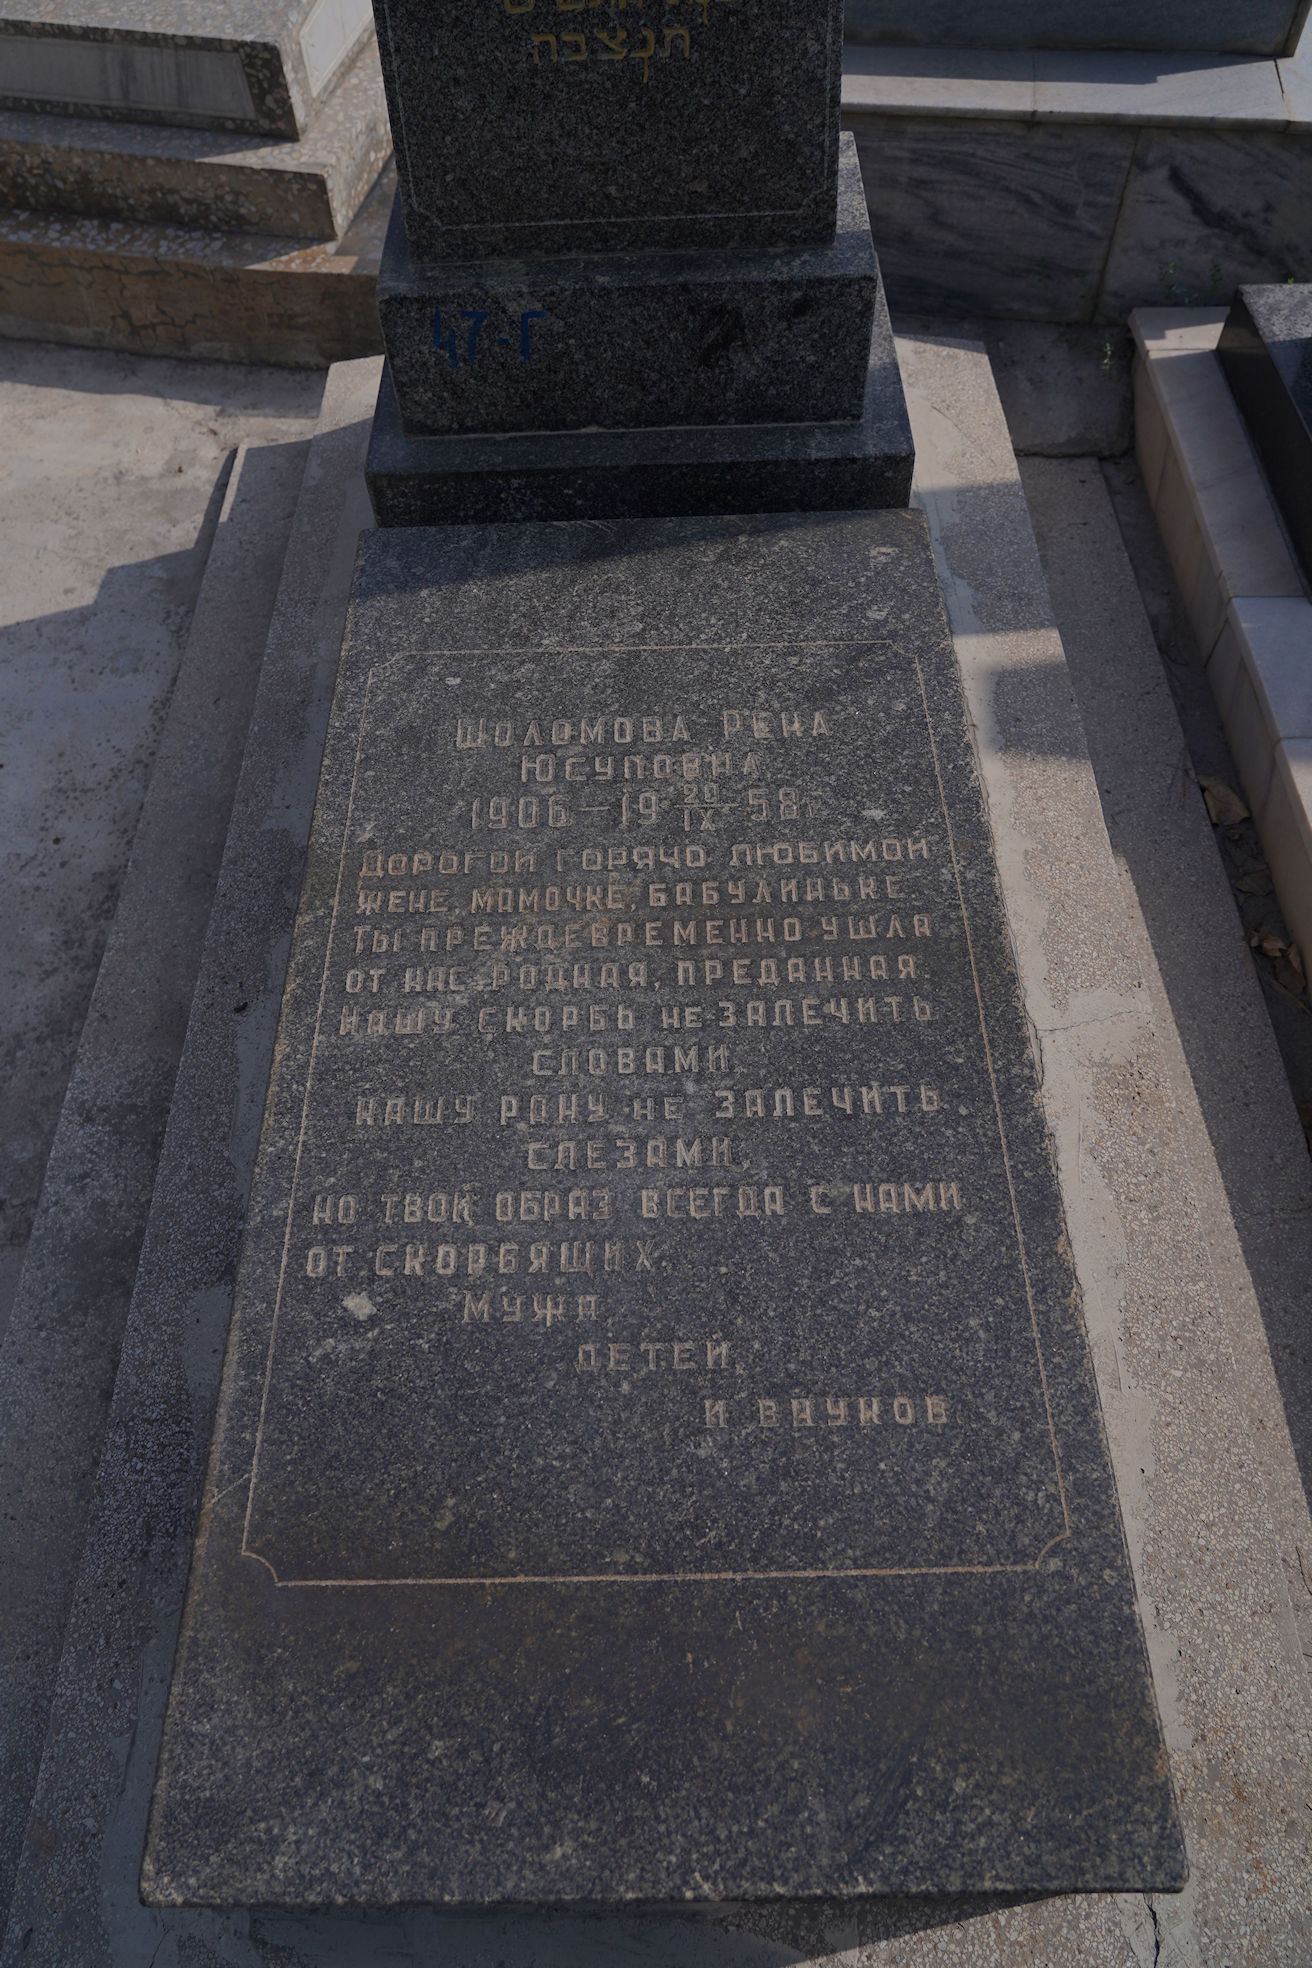 תנצבה
47-Г
ШОЛОМОВА РЕНА
ЮСУПОВНА
1906 – 19 20/IX 58 г.
ДОРОГОЙ ГОРЯЧО ЛЮБИМОЙ
ЖЕНЕ, МАМОЧКЕ, БАБУЛИНЬКЕ
ТЫ ПРЕЖДЕВРЕМЕННО УШЛА
ОТ НАС РОДНАЯ, ПРЕДАННАЯ.
НАШУ СКОРБЬ НЕ ЗАЛЕЧИТЬ
СЛОВАМИ,
НАШУ РАНУ НЕ ЗАЛЕЧИТЬ
СЛЕЗАМИ,
НО ТВОЙ ОБРАЗ ВСЕГДА С НАМИ
ОТ СКОРБЯЩИХ.
МУЖА,
ДЕТЕЙ,
И ВНУКОВ